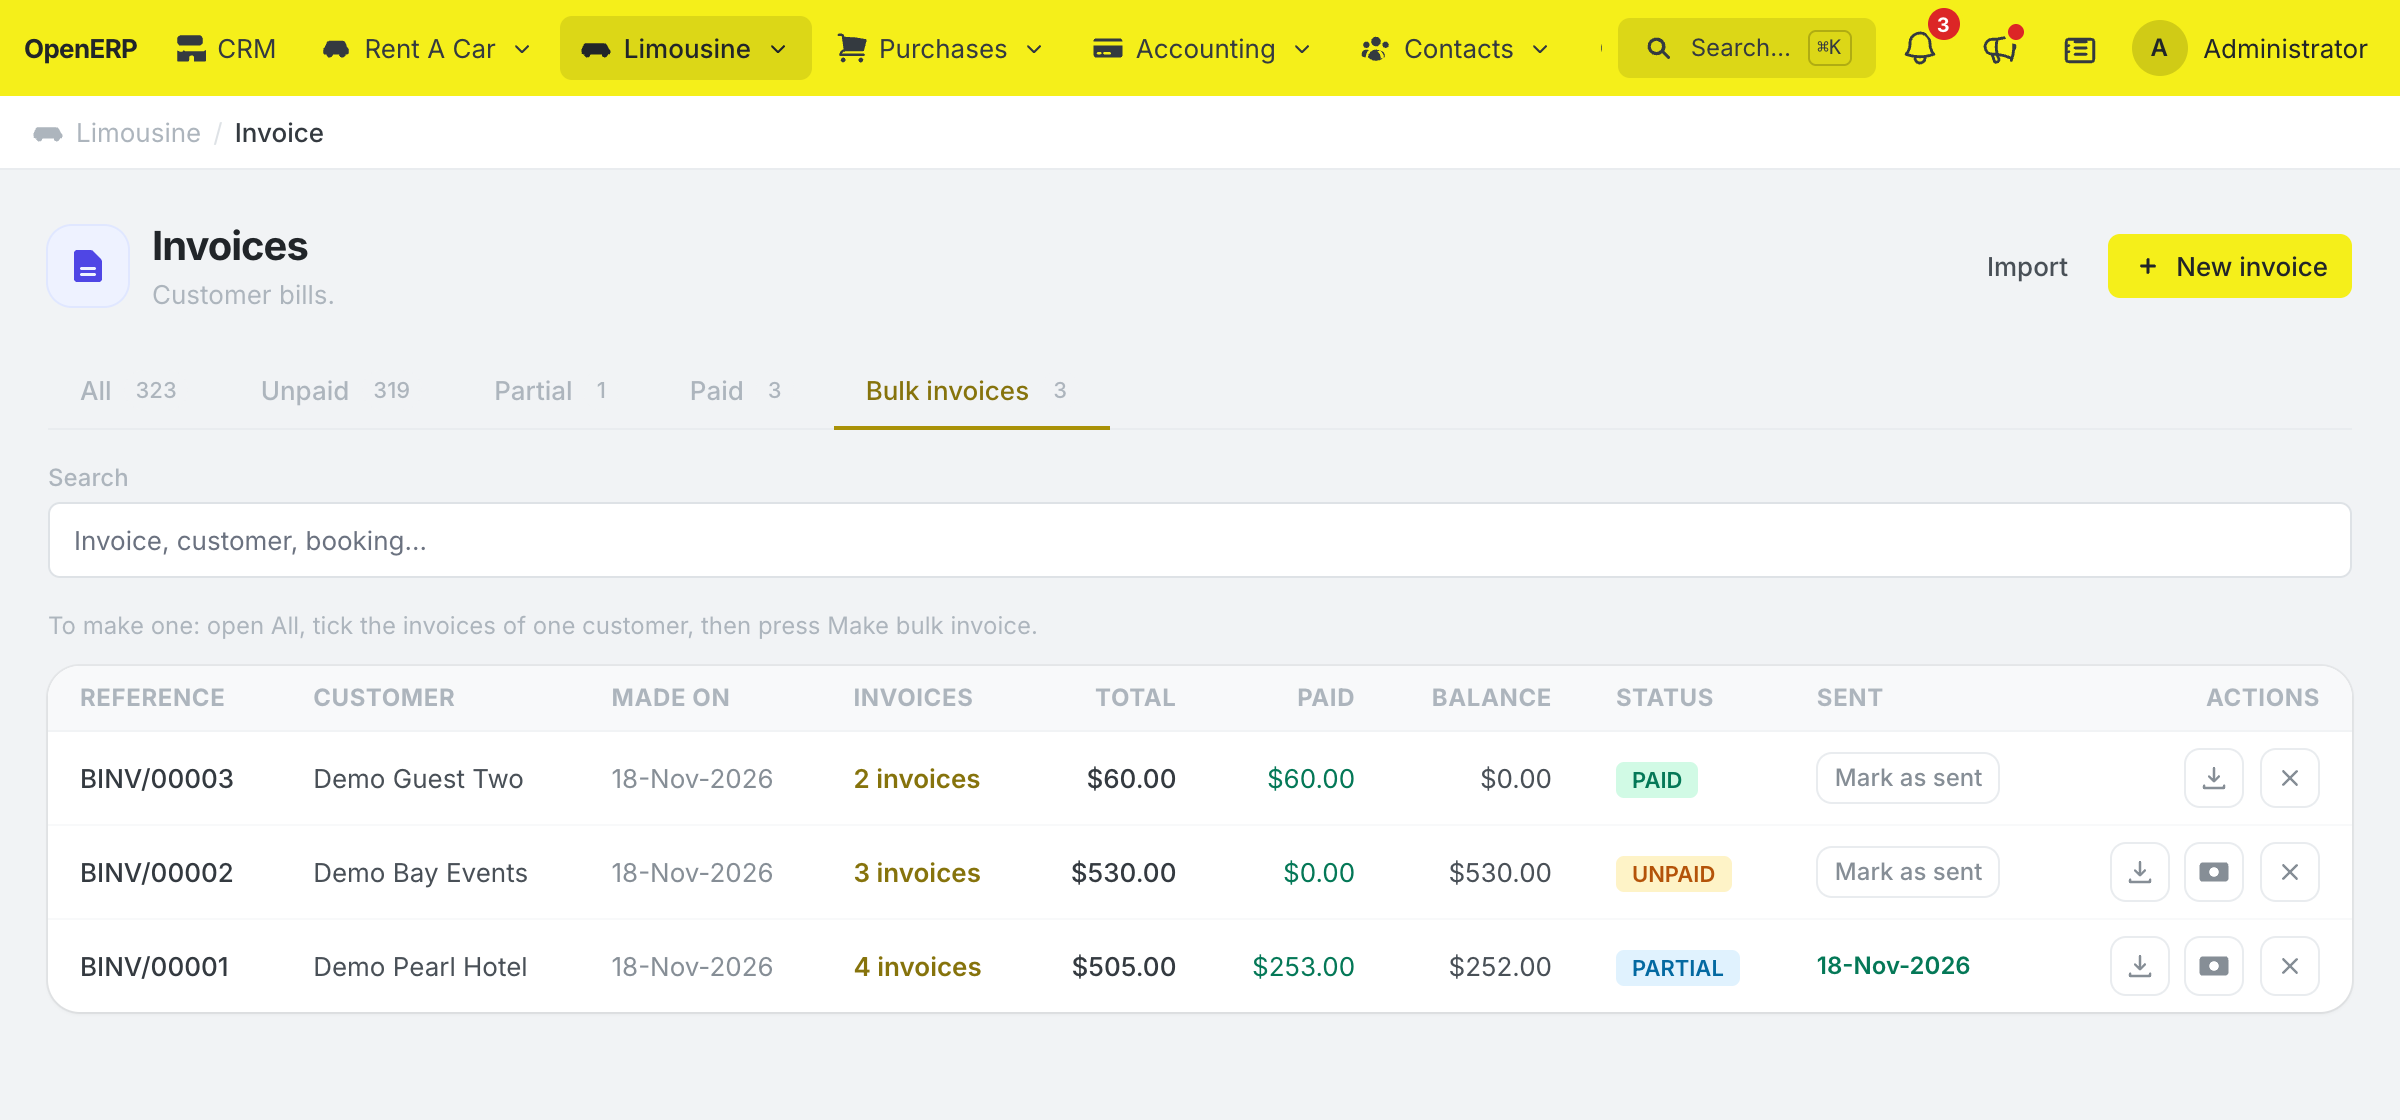 OpenERP CRM Rent A Car Limousine Purchases Accounting Contacts Search... ⌘K 3 A Administrator
Limousine / Invoice
Invoices
Customer bills.
Import + New invoice
All 323 Unpaid 319 Partial 1 Paid 3 Bulk invoices 3
Search
Invoice, customer, booking...
To make one: open All, tick the invoices of one customer, then press Make bulk invoice.
REFERENCE CUSTOMER MADE ON INVOICES TOTAL PAID BALANCE STATUS SENT ACTIONS
BINV/00003 Demo Guest Two 18-Nov-2026 2 invoices $60.00 $60.00 $0.00 PAID Mark as sent
BINV/00002 Demo Bay Events 18-Nov-2026 3 invoices $530.00 $0.00 $530.00 UNPAID Mark as sent
BINV/00001 Demo Pearl Hotel 18-Nov-2026 4 invoices $505.00 $253.00 $252.00 PARTIAL 18-Nov-2026